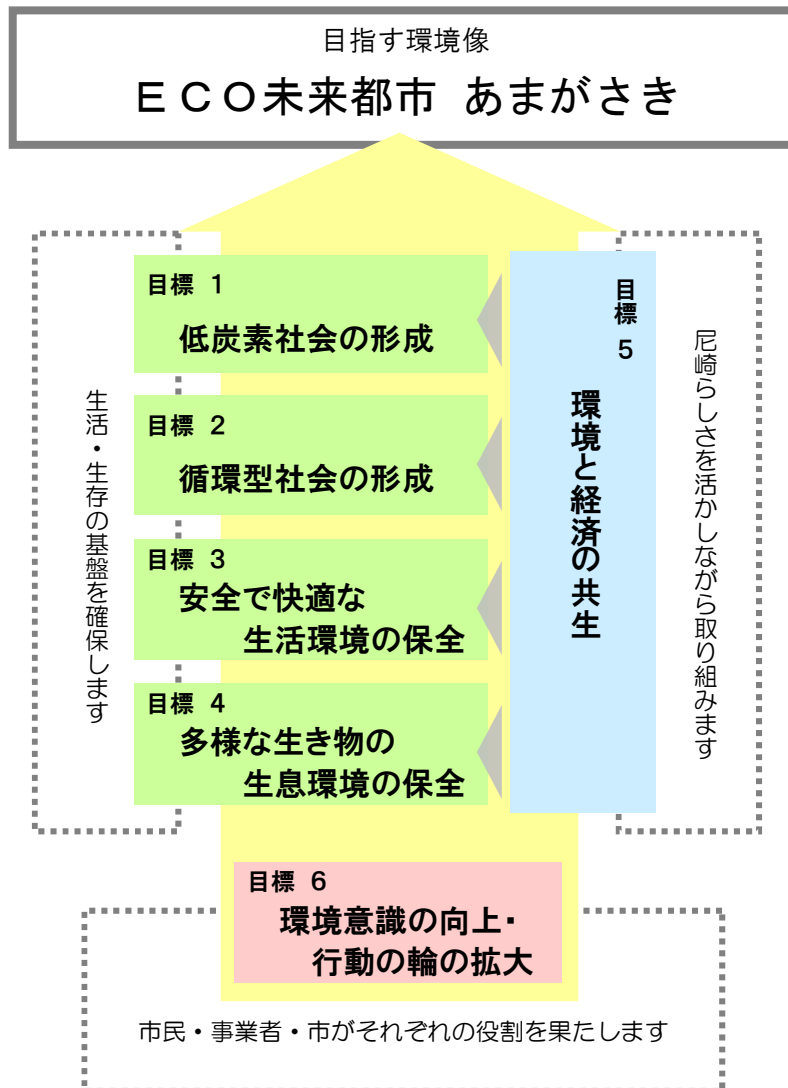 目指す環境像
ＥＣＯ未来都市 あまがさき
生活・生存の基盤を確保します
目標 1
低炭素社会の形成
目標 2
循環型社会の形成
目標 3
安全で快適な
生活環境の保全
目標 4
多様な生き物の
生息環境の保全
目標 5
環境と経済の共生
尼崎らしさを活かしながら取り組みます
目標 6
環境意識の向上・
行動の輪の拡大
市民・事業者・市がそれぞれの役割を果たします